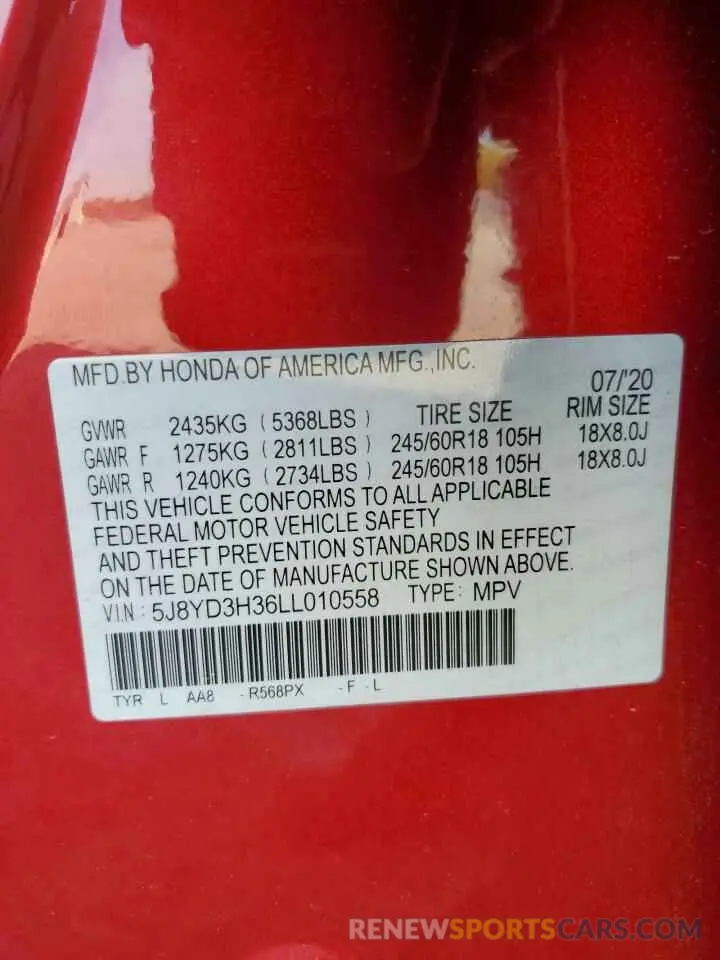 MFD.BY HONDA OF AMERICA MFG.,INC.
07/'20
GVWR 2435KG (5368LBS) TIRE SIZE RIM SIZE
GAWR F 1275KG (2811LBS) 245/60R18 105H 18X8.0J
GAWR R 1240KG (2734LBS) 245/60R18 105H 18X8.0J
THIS VEHICLE CONFORMS TO ALL APPLICABLE
FEDERAL MOTOR VEHICLE SAFETY
AND THEFT PREVENTION STANDARDS IN EFFECT
ON THE DATE OF MANUFACTURE SHOWN ABOVE.
V.I.N: 5J8YD3H36LL010558 TYPE: MPV
TYR L AA8 - R568PX - F - L
RENEWSPORTSCARS.COM